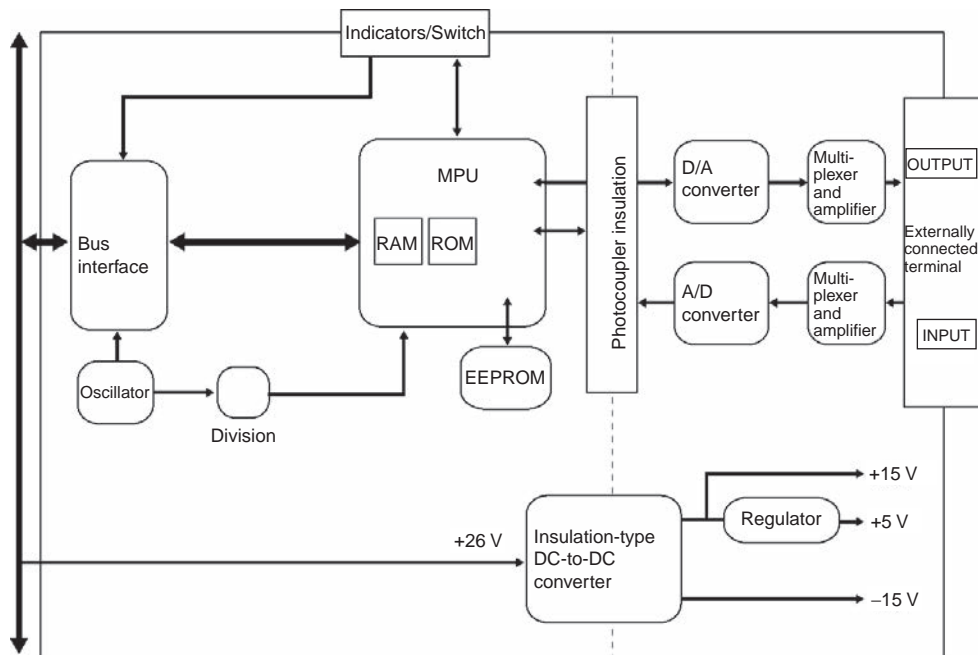 Indicators/Switch
MPU
RAM
ROM
Bus
interface
Oscillator
Division
EEPROM
Photocoupler insulation
D/A
converter
Multi-
plexer
and
amplifier
OUTPUT
Externally
connected
terminal
A/D
converter
Multi-
plexer
and
amplifier
INPUT
+26 V
Insulation-type
DC-to-DC
converter
+15 V
Regulator
+5 V
−15 V